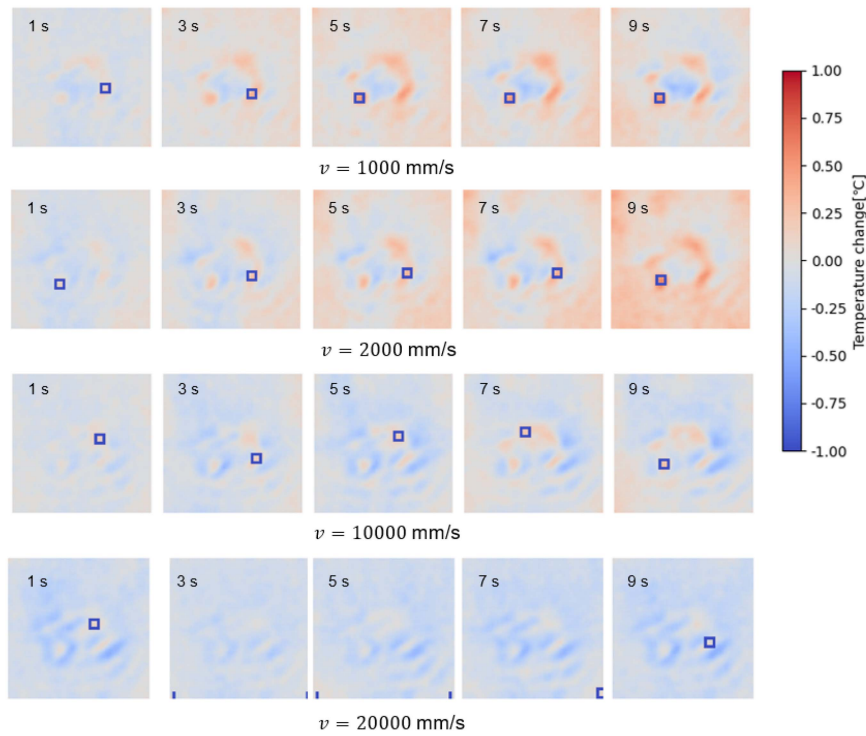 1 s 3 s 5 s 7 s 9 s
v = 1000 mm/s
1 s 3 s 5 s 7 s 9 s
v = 2000 mm/s
1 s 3 s 5 s 7 s 9 s
v = 10000 mm/s
1 s 3 s 5 s 7 s 9 s
v = 20000 mm/s
1.00
0.75
0.50
0.25
0.00
-0.25
-0.50
-0.75
-1.00
Temperature change[℃]